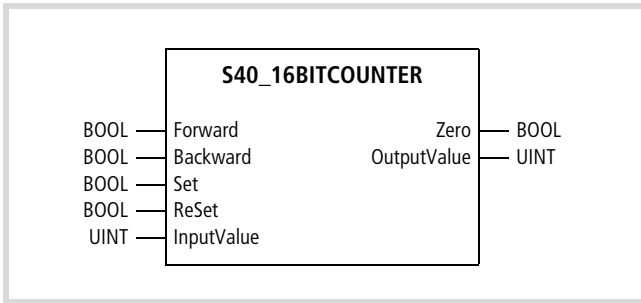 S40_16BITCOUNTER
BOOL Forward Zero BOOL
BOOL Backward OutputValue UINT
BOOL Set
BOOL ReSet
UINT InputValue